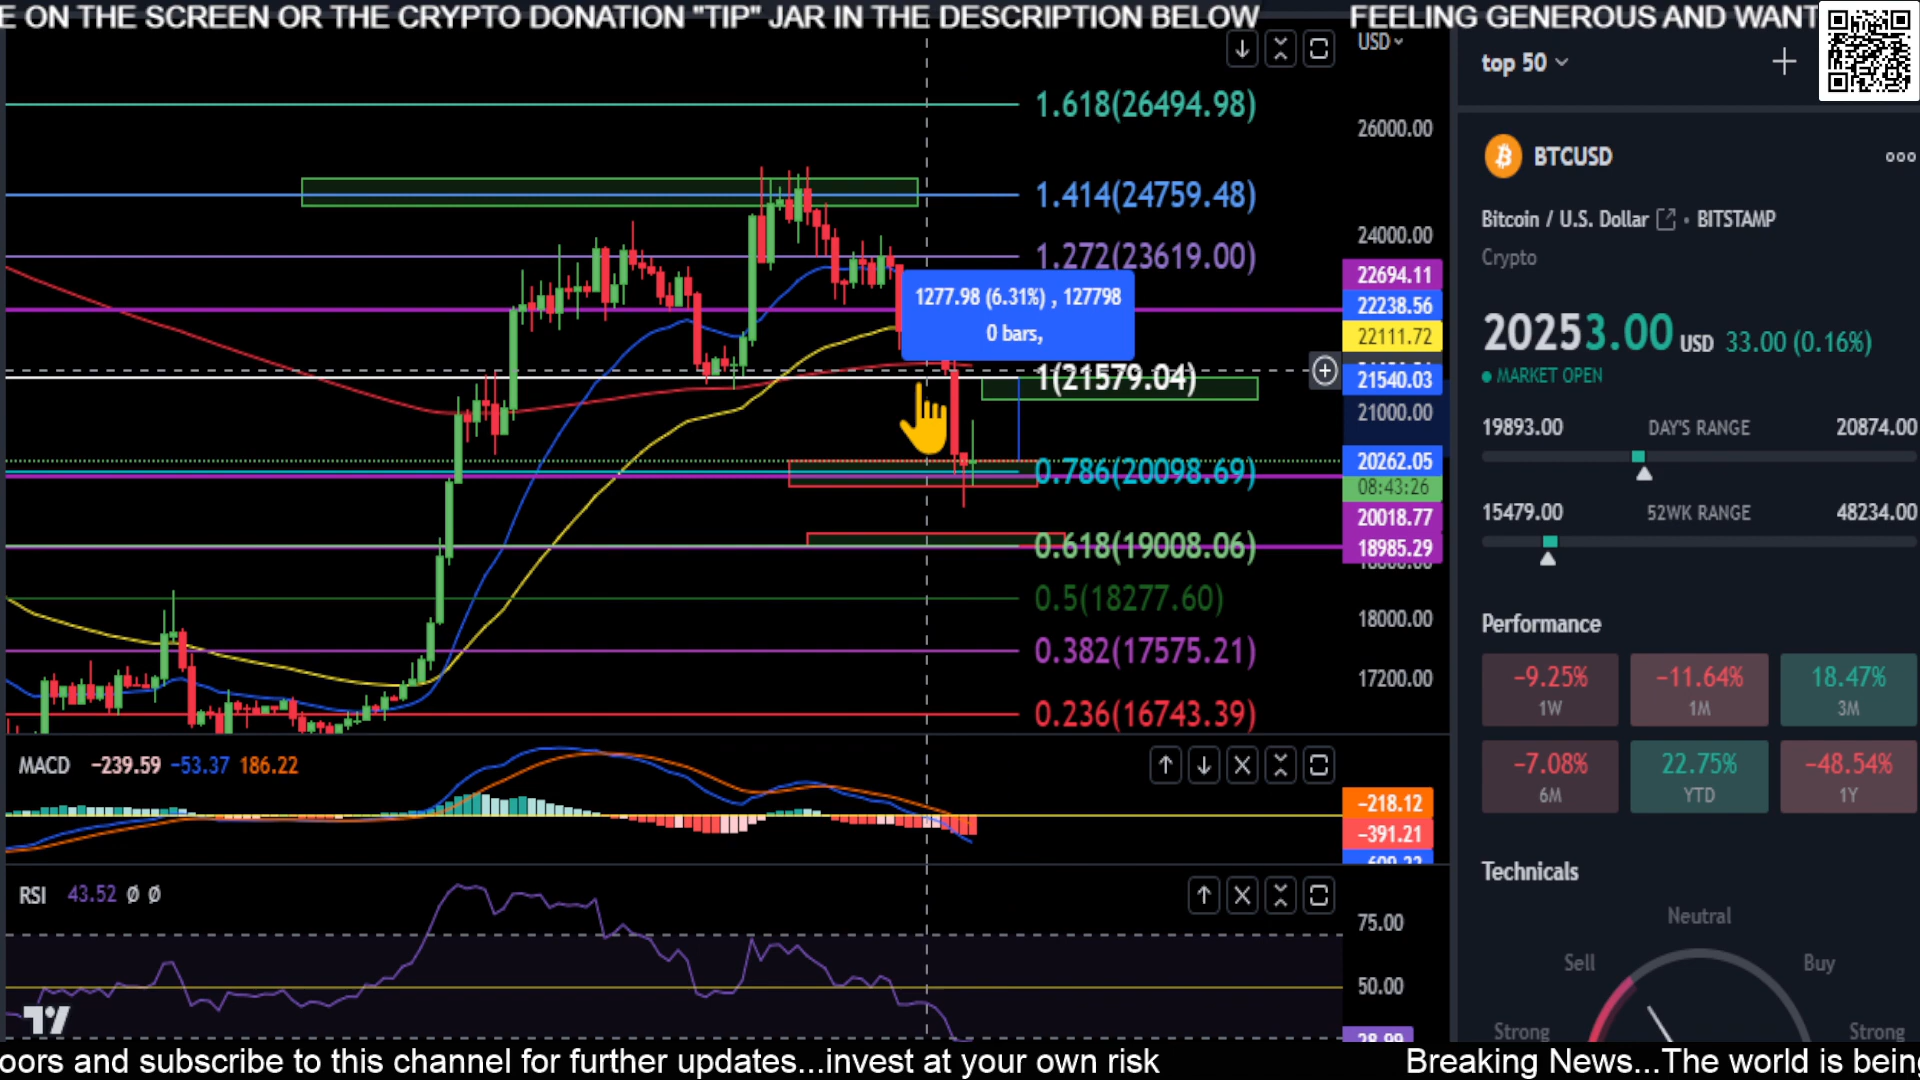 E ON THE SCREEN OR THE CRYPTO DONATION "TIP" JAR IN THE DESCRIPTION BELOW FEELING GENEROUS AND WANT
USD
1.618(26494.98)
26000.00
1.414(24759.48)
24000.00
1.272(23619.00)
22694.11
1277.98 (6.31%) , 127798
0 bars,
22238.56
22111.72
1(21579.04)
21540.03
21000.00
20262.05
0.786(20098.69)
08:43:26
20018.77
0.618(19008.06)
18985.29
0.5(18277.60)
18000.00
0.382(17575.21)
17200.00
0.236(16743.39)
MACD -239.59 -53.37 186.22
-218.12
-391.21
RSI 43.52 Ø Ø
75.00
50.00
top 50
BTCUSD
Bitcoin / U.S. Dollar • BITSTAMP
Crypto
20253.00 USD 33.00 (0.16%)
MARKET OPEN
19893.00 DAY'S RANGE 20874.00
15479.00 52WK RANGE 48234.00
Performance
-9.25% -11.64% 18.47%
1W 1M 3M
-7.08% 22.75% -48.54%
6M YTD 1Y
Technicals
Neutral
Sell Buy
Strong Strong
oors and subscribe to this channel for further updates...invest at your own risk Breaking News...The world is being